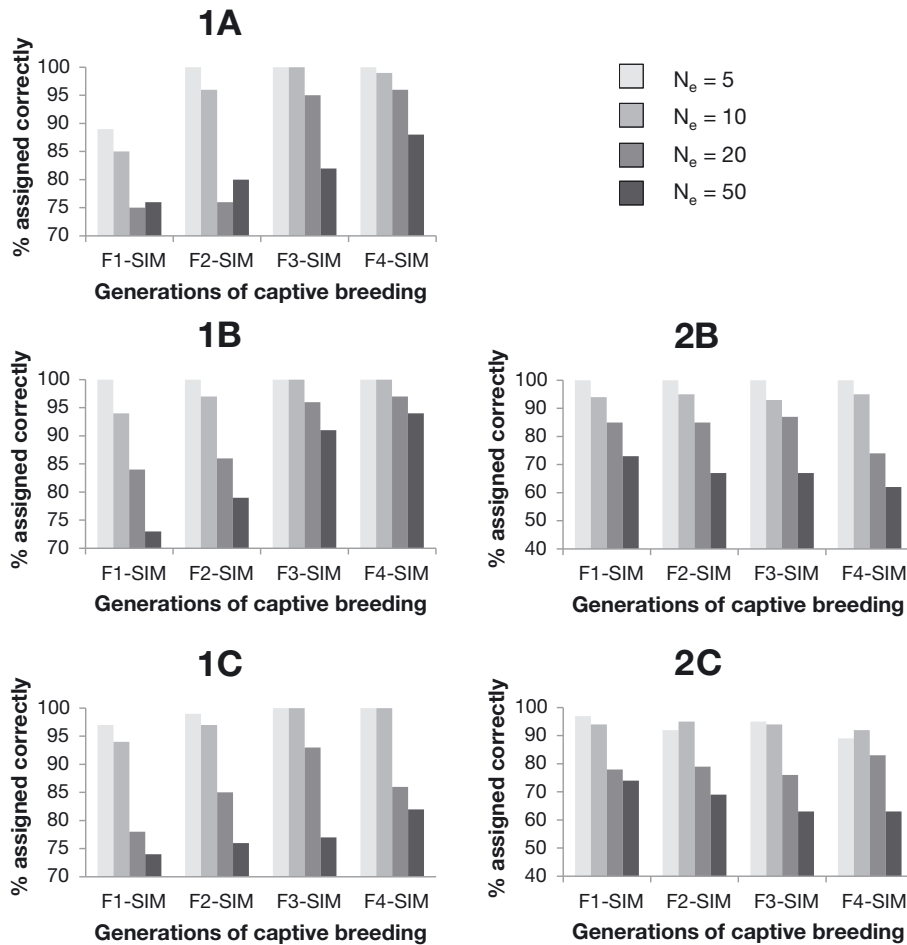 1A
% assigned correctly
100
95
90
85
80
75
70
F1-SIM F2-SIM F3-SIM F4-SIM
Generations of captive breeding
Ne = 5
Ne = 10
Ne = 20
Ne = 50
1B
% assigned correctly
100
95
90
85
80
75
70
F1-SIM F2-SIM F3-SIM F4-SIM
Generations of captive breeding
2B
% assigned correctly
100
90
80
70
60
50
40
F1-SIM F2-SIM F3-SIM F4-SIM
Generations of captive breeding
1C
% assigned correctly
100
95
90
85
80
75
70
F1-SIM F2-SIM F3-SIM F4-SIM
Generations of captive breeding
2C
% assigned correctly
100
90
80
70
60
50
40
F1-SIM F2-SIM F3-SIM F4-SIM
Generations of captive breeding